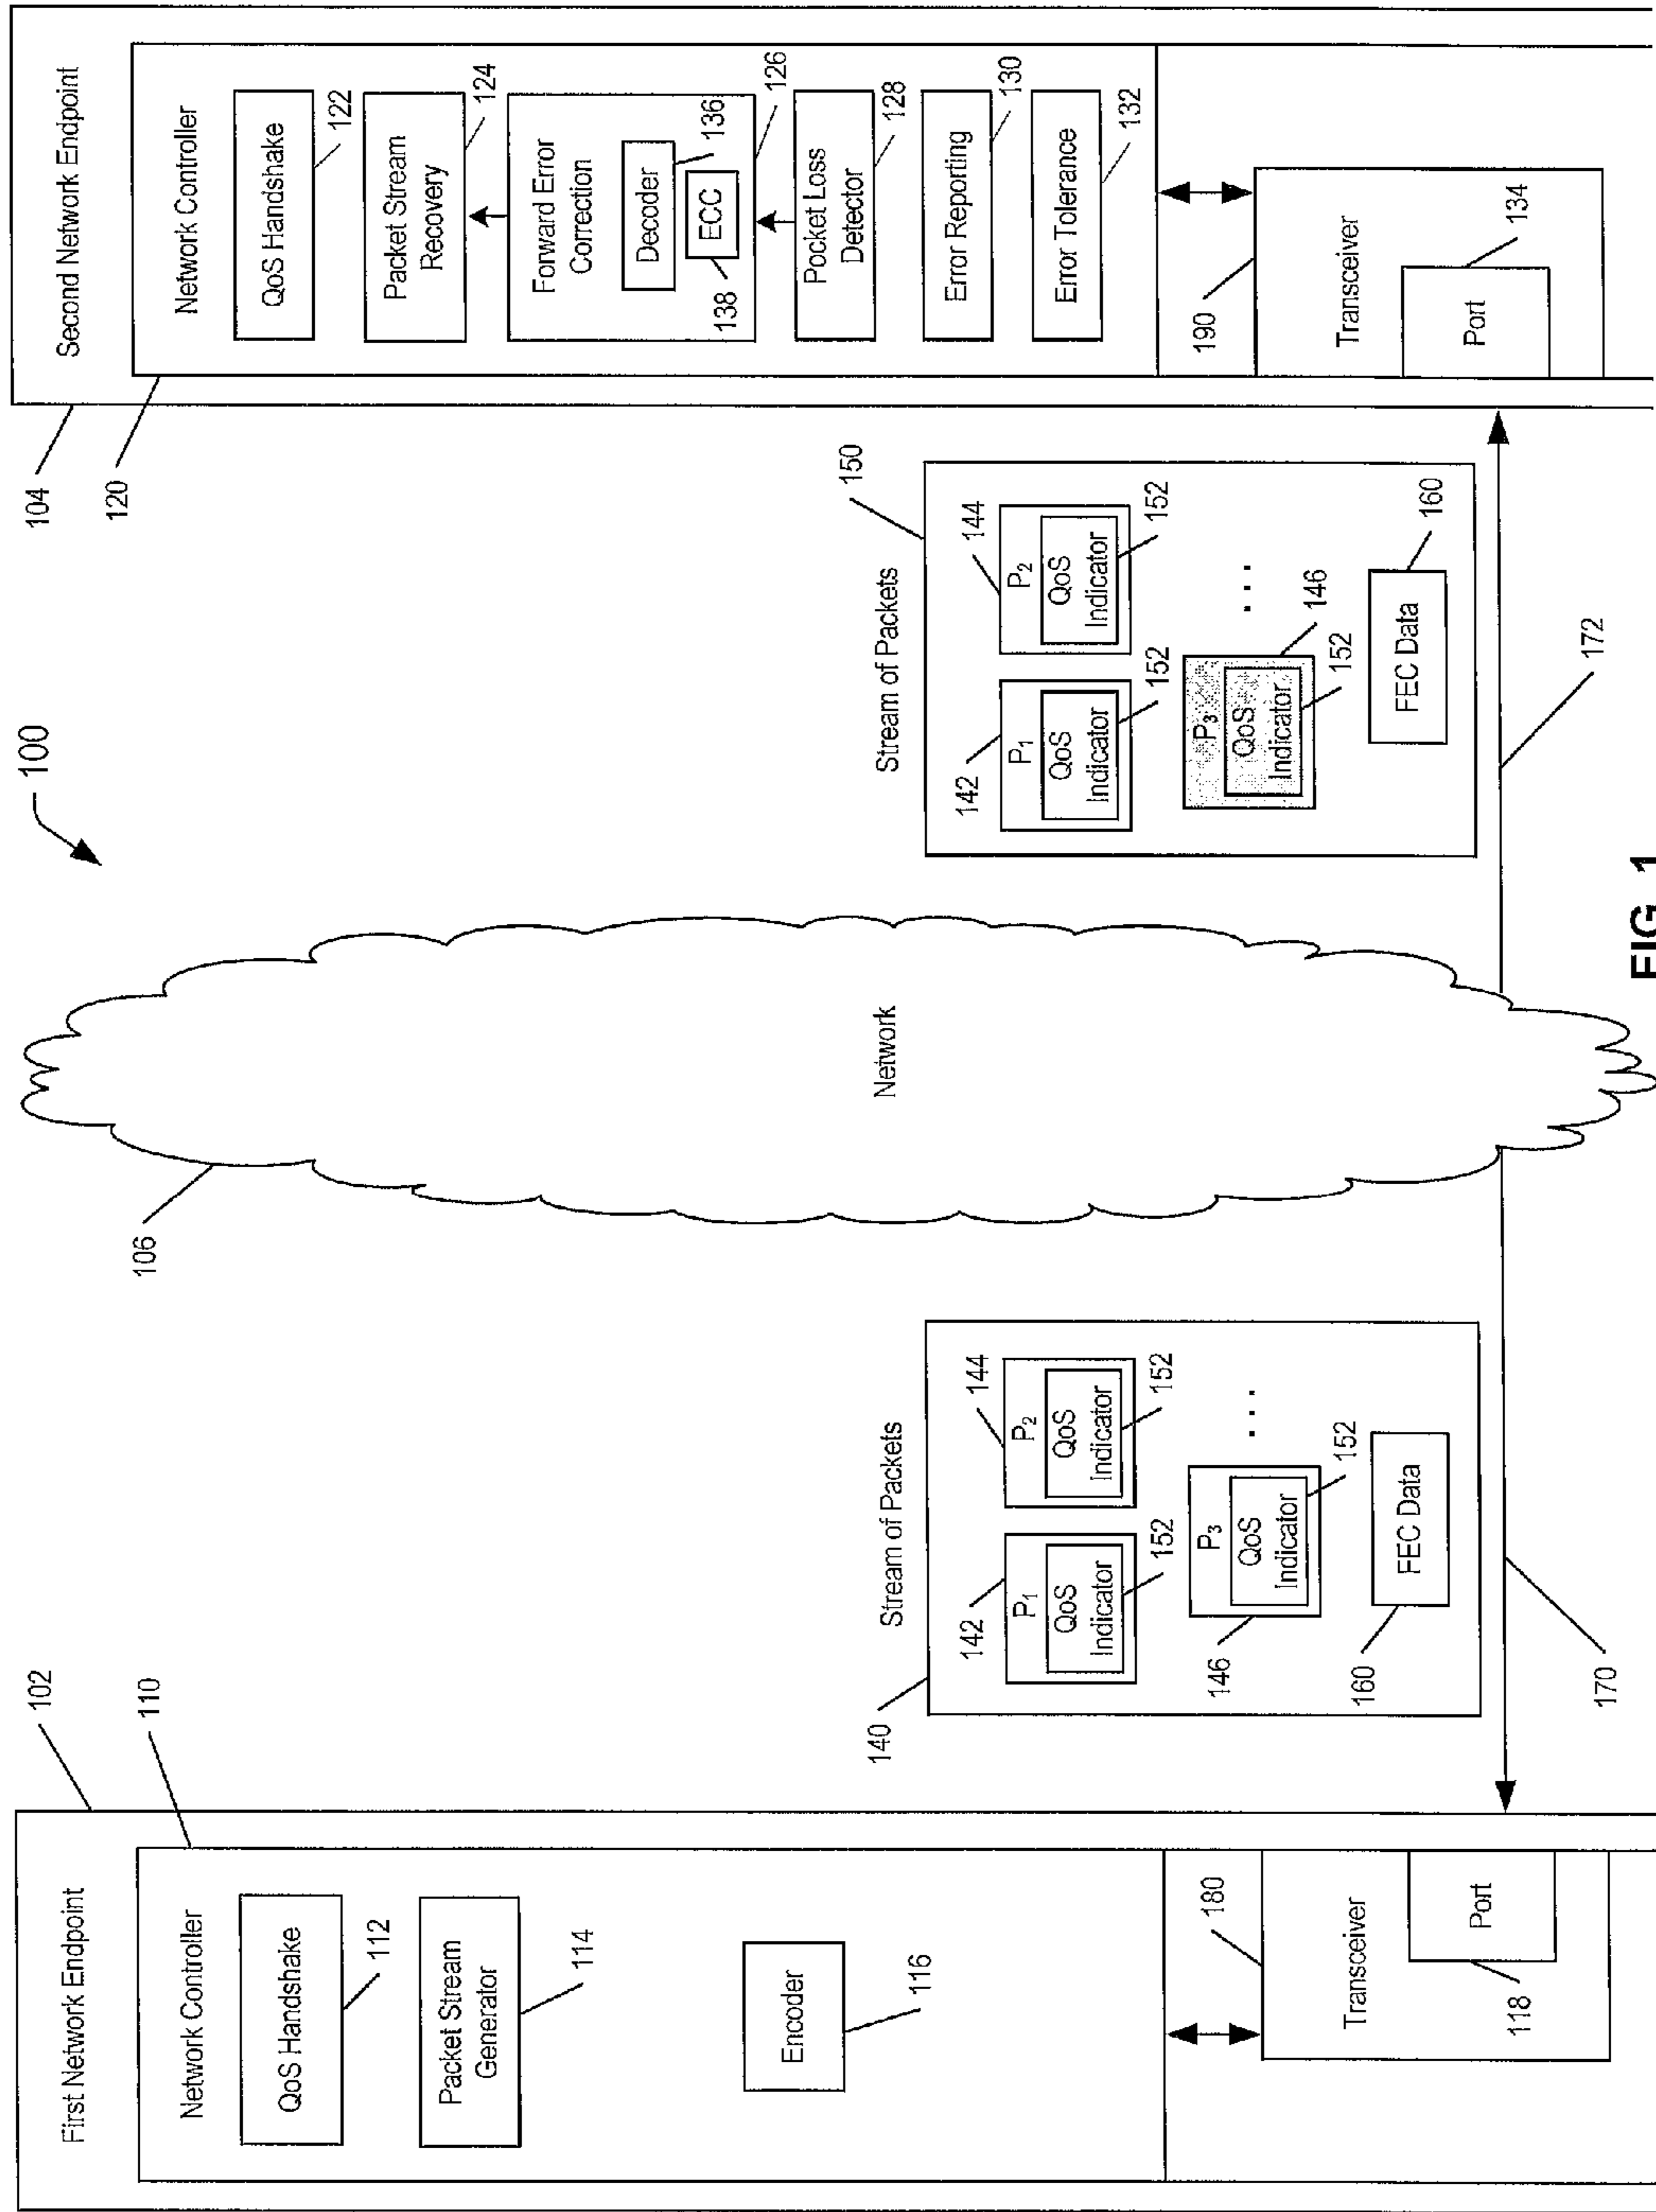 100
102
First Network Endpoint
110
Network Controller
QoS Handshake
112
Packet Stream
Generator
114
Encoder
116
180
Transceiver
Port
118
106
Network
Stream of Packets
140
142
P1
QoS
Indicator
152
144
P2
QoS
Indicator
152
146
P3
QoS
Indicator
152
...
160
FEC Data
170
Stream of Packets
150
142
P1
QoS
Indicator
152
144
P2
QoS
Indicator
152
P3
QoS
Indicator
146
152
...
FEC Data
160
172
104
Second Network Endpoint
120
Network Controller
QoS Handshake
122
Packet Stream
Recovery
124
Forward Error
Correction
126
Decoder
136
ECC
138
Pocket Loss
Detector
128
Error Reporting
130
Error Tolerance
132
190
Transceiver
Port
134
FIG. 1